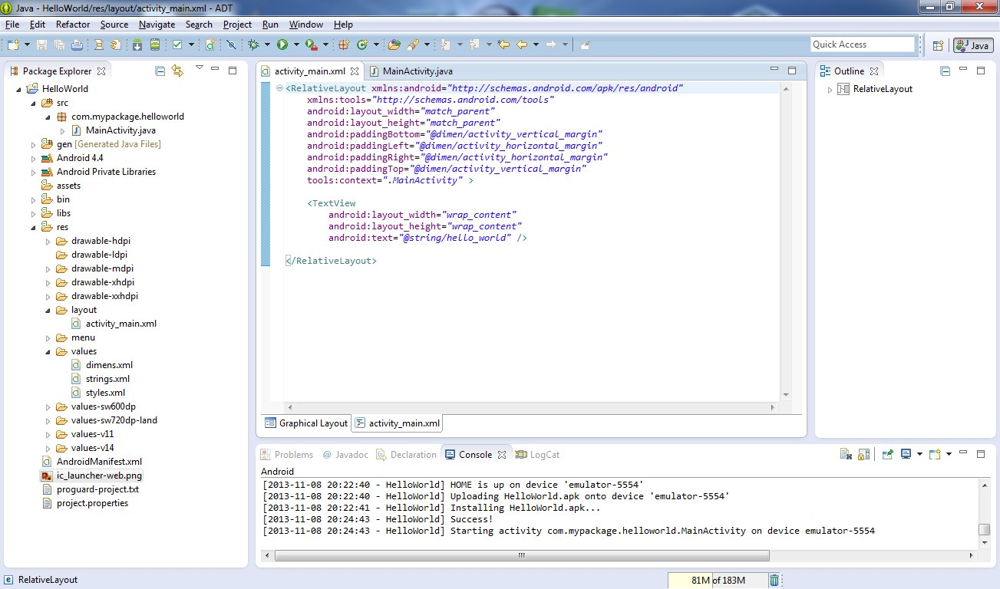 Java - HelloWorld/res/layout/activity_main.xml - ADT
File Edit Refactor Source Navigate Search Project Run Window Help
Quick Access
Java
Package Explorer
HelloWorld
src
com.mypackage.helloworld
MainActivity.java
gen [Generated Java Files]
Android 4.4
Android Private Libraries
assets
bin
libs
res
drawable-hdpi
drawable-ldpi
drawable-mdpi
drawable-xhdpi
drawable-xxhdpi
layout
activity_main.xml
menu
values
dimens.xml
strings.xml
styles.xml
values-sw600dp
values-sw720dp-land
values-v11
values-v14
AndroidManifest.xml
ic_launcher-web.png
proguard-project.txt
project.properties
activity_main.xml MainActivity.java
<RelativeLayout xmlns:android="http://schemas.android.com/apk/res/android"
xmlns:tools="http://schemas.android.com/tools"
android:layout_width="match_parent"
android:layout_height="match_parent"
android:paddingBottom="@dimen/activity_vertical_margin"
android:paddingLeft="@dimen/activity_horizontal_margin"
android:paddingRight="@dimen/activity_horizontal_margin"
android:paddingTop="@dimen/activity_vertical_margin"
tools:context=".MainActivity" >
<TextView
android:layout_width="wrap_content"
android:layout_height="wrap_content"
android:text="@string/hello_world" />
</RelativeLayout>
Graphical Layout activity_main.xml
Outline
RelativeLayout
Problems @ Javadoc Declaration Console LogCat
Android
[2013-11-08 20:22:40 - HelloWorld] HOME is up on device 'emulator-5554'
[2013-11-08 20:22:40 - HelloWorld] Uploading HelloWorld.apk onto device 'emulator-5554'
[2013-11-08 20:22:41 - HelloWorld] Installing HelloWorld.apk...
[2013-11-08 20:24:43 - HelloWorld] Success!
[2013-11-08 20:24:43 - HelloWorld] Starting activity com.mypackage.helloworld.MainActivity on device emulator-5554
RelativeLayout
81M of 183M